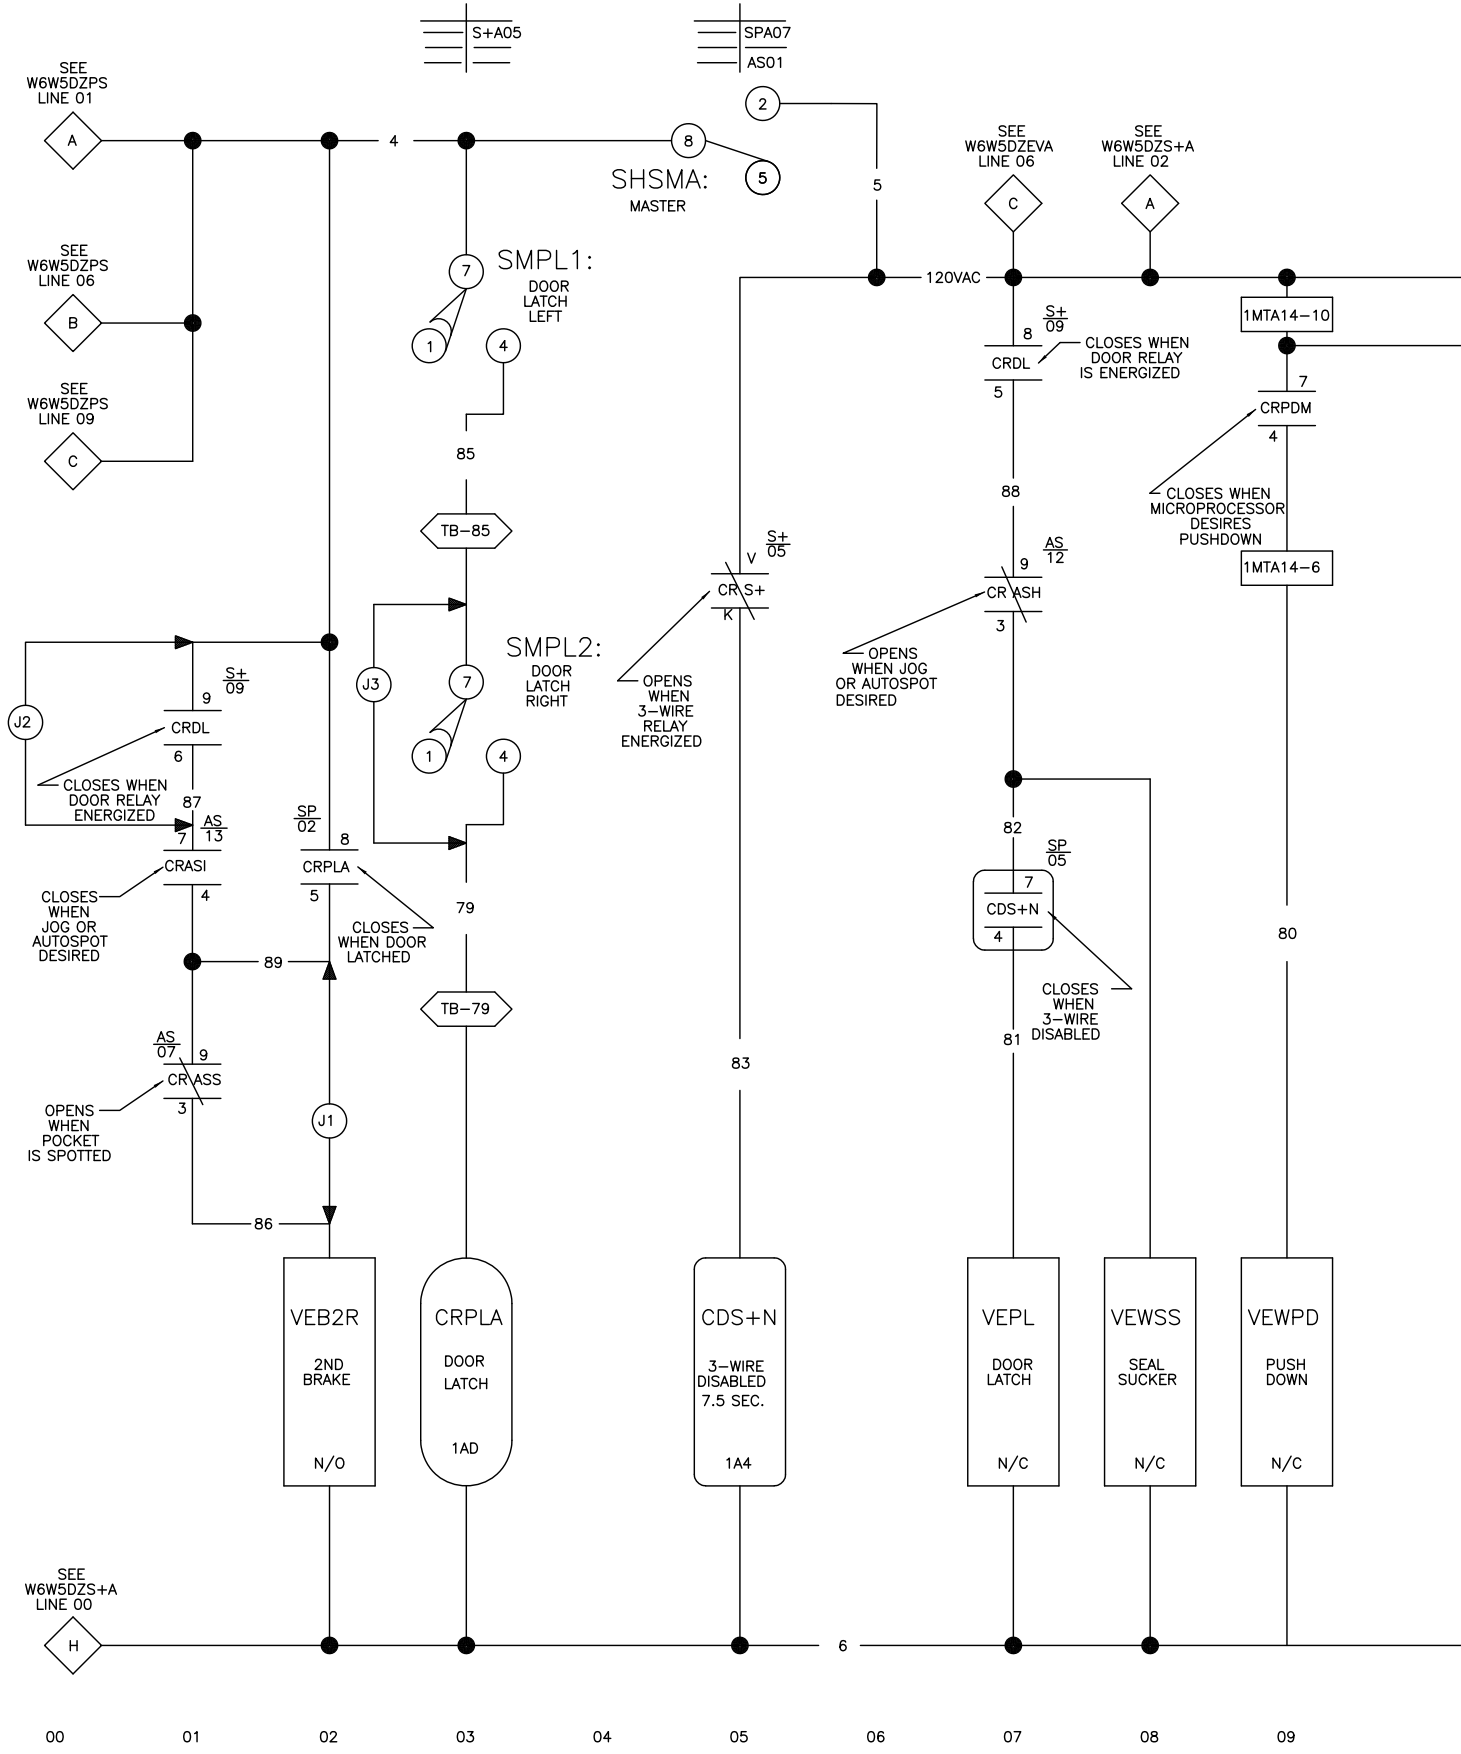 S+A05
SPA07
AS01
SEE
W6W5DZPS
LINE 01
A
4
8
2
5
SHSMA:
MASTER
5
SEE
W6W5DZEVA
LINE 06
C
SEE
W6W5DZS+A
LINE 02
A
SEE
W6W5DZPS
LINE 06
B
SEE
W6W5DZPS
LINE 09
C
7
SMPL1:
DOOR
LATCH
LEFT
1
4
85
TB-85
120VAC
8
S+
09
CRDL
5
CLOSES WHEN
DOOR RELAY
IS ENERGIZED
1MTA14-10
7
CRPDM
4
CLOSES WHEN
MICROPROCESSOR
DESIRES
PUSHDOWN
1MTA14-6
88
AS
12
9
CR ASH
3
OPENS
WHEN JOG
OR AUTOSPOT
DESIRED
V
S+
05
CR S+
K
OPENS
WHEN
3-WIRE
RELAY
ENERGIZED
J3
7
SMPL2:
DOOR
LATCH
RIGHT
1
4
J2
9
S+
09
CRDL
6
CLOSES WHEN
DOOR RELAY
ENERGIZED
87
7
AS
13
CRASI
4
CLOSES
WHEN
JOG OR
AUTOSPOT
DESIRED
SP
02
8
CRPLA
5
CLOSES
WHEN DOOR
LATCHED
79
TB-79
89
AS
07
9
CR ASS
3
OPENS
WHEN
POCKET
IS SPOTTED
J1
86
83
82
SP
05
7
CDS+N
4
CLOSES
WHEN
3-WIRE
DISABLED
81
80
VEB2R
2ND
BRAKE
N/O
CRPLA
DOOR
LATCH
1AD
CDS+N
3-WIRE
DISABLED
7.5 SEC.
1A4
VEPL
DOOR
LATCH
N/C
VEWSS
SEAL
SUCKER
N/C
VEWPD
PUSH
DOWN
N/C
SEE
W6W5DZS+A
LINE 00
H
6
00 01 02 03 04 05 06 07 08 09